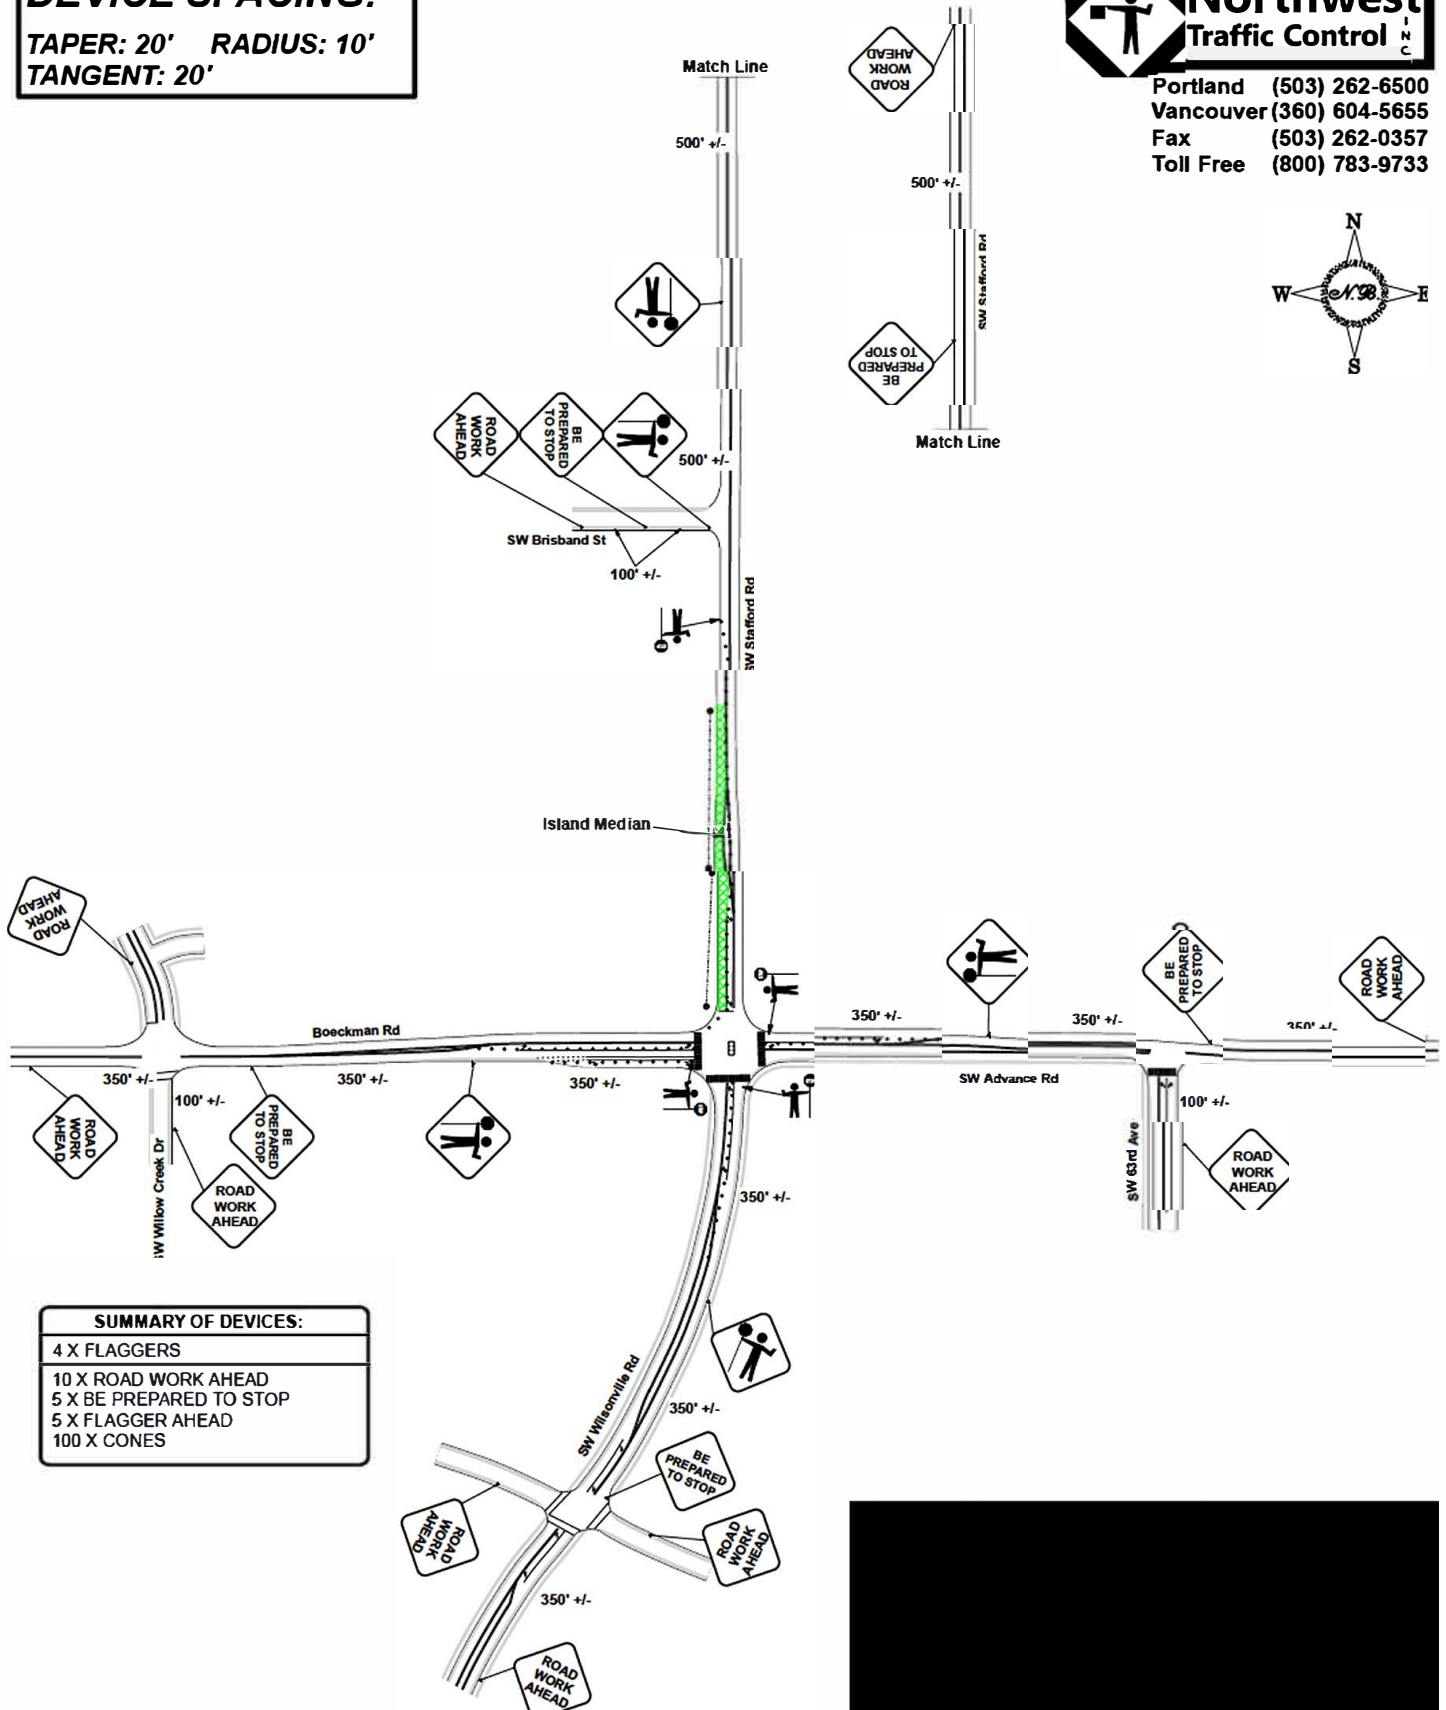 DEVICE SPACING:
TAPER: 20' RADIUS: 10'
TANGENT: 20'
Northwest
Traffic Control
INC
Portland (503) 262-6500
Vancouver (360) 604-5655
Fax (503) 262-0357
Toll Free (800) 783-9733
N
W
N.B.
E
S
Match Line
500' +/-
ROAD
WORK
AHEAD
500' +/-
SW Stafford Rd
BE
PREPARED
TO STOP
Match Line
ROAD
WORK
AHEAD
BE
PREPARED
TO STOP
500' +/-
SW Brisband St
100' +/-
SW Stafford Rd
Island Median
ROAD
WORK
AHEAD
Boeckman Rd
350' +/-
350' +/-
350' +/-
100' +/-
ROAD
WORK
AHEAD
BE
PREPARED
TO STOP
SW Willow Creek Dr
ROAD
WORK
AHEAD
350' +/-
350' +/-
350' +/-
BE
PREPARED
TO STOP
ROAD
WORK
AHEAD
SW Advance Rd
100' +/-
SW 63rd Ave
ROAD
WORK
AHEAD
350' +/-
SW Wilsonville Rd
350' +/-
BE
PREPARED
TO STOP
ROAD
WORK
AHEAD
ROAD
WORK
AHEAD
350' +/-
ROAD
WORK
AHEAD
SUMMARY OF DEVICES:
4 X FLAGGERS
10 X ROAD WORK AHEAD
5 X BE PREPARED TO STOP
5 X FLAGGER AHEAD
100 X CONES